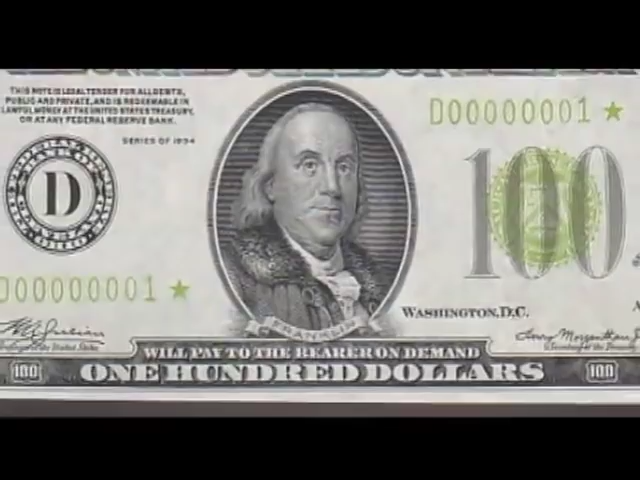 THIS NOTE IS LEGAL TENDER FOR ALL DEBTS,
PUBLIC AND PRIVATE, AND IS REDEEMABLE IN
LAWFUL MONEY AT THE UNITED STATES TREASURY,
OR AT ANY FEDERAL RESERVE BANK.
SERIES OF 1934
D00000001 ★
D
100
D00000001 ★
WASHINGTON, D.C.
FRANKLIN
WILL PAY TO THE BEARER ON DEMAND
100 ONE HUNDRED DOLLARS 100